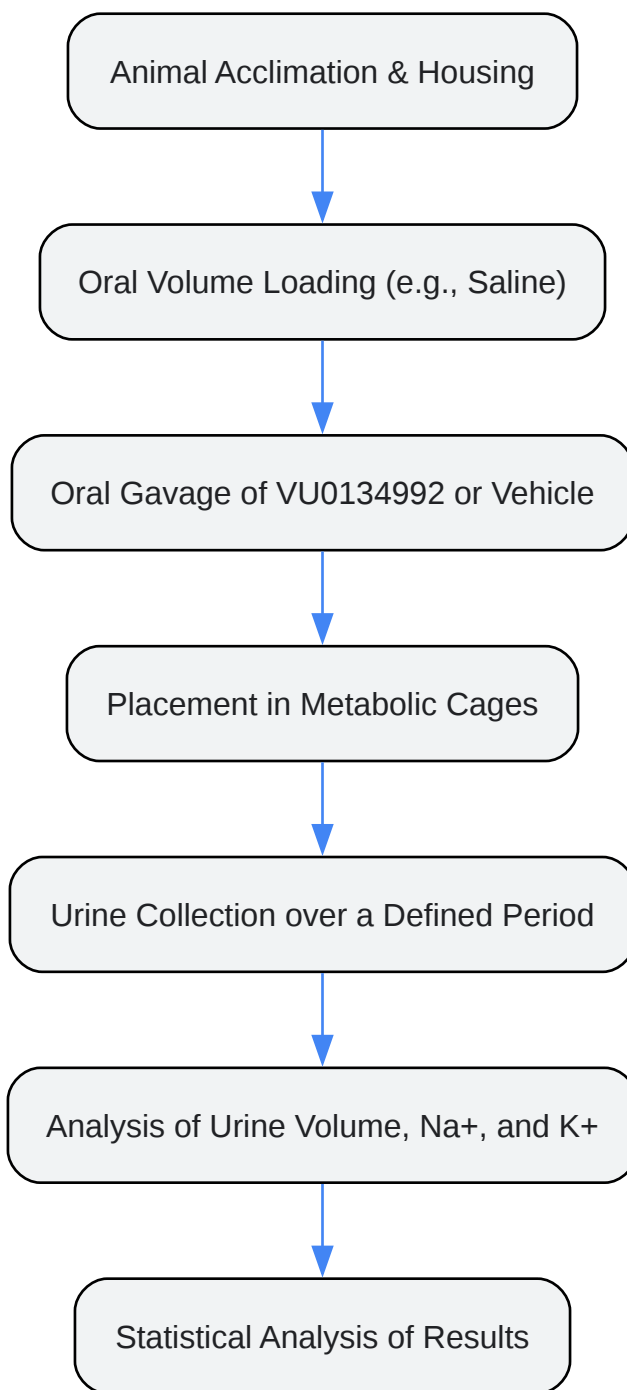 Animal Acclimation & Housing
Oral Volume Loading (e.g., Saline)
Oral Gavage of VU0134992 or Vehicle
Placement in Metabolic Cages
Urine Collection over a Defined Period
Analysis of Urine Volume, Na+, and K+
Statistical Analysis of Results